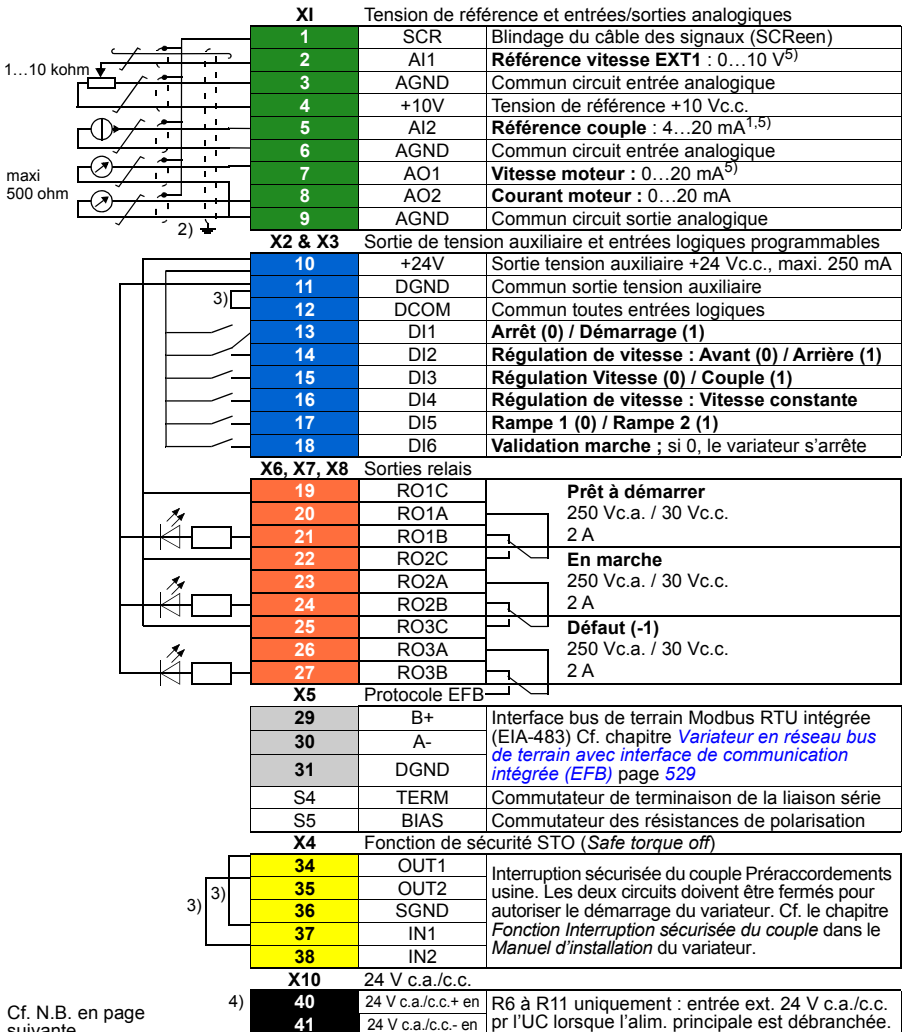 XI Tension de référence et entrées/sorties analogiques
1 SCR Blindage du câble des signaux (SCReen)
2 AI1 Référence vitesse EXT1 : 0…10 V5)
1…10 kohm
3 AGND Commun circuit entrée analogique
4 +10V Tension de référence +10 Vc.c.
5 AI2 Référence couple : 4…20 mA1,5)
6 AGND Commun circuit entrée analogique
7 AO1 Vitesse moteur : 0…20 mA5)
maxi
500 ohm
8 AO2 Courant moteur : 0…20 mA
9 AGND Commun circuit sortie analogique
2)
X2 & X3 Sortie de tension auxiliaire et entrées logiques programmables
10 +24V Sortie tension auxiliaire +24 Vc.c., maxi. 250 mA
11 DGND Commun sortie tension auxiliaire
3)
12 DCOM Commun toutes entrées logiques
13 DI1 Arrêt (0) / Démarrage (1)
14 DI2 Régulation de vitesse : Avant (0) / Arrière (1)
15 DI3 Régulation Vitesse (0) / Couple (1)
16 DI4 Régulation de vitesse : Vitesse constante
17 DI5 Rampe 1 (0) / Rampe 2 (1)
18 DI6 Validation marche ; si 0, le variateur s’arrête
X6, X7, X8 Sorties relais
19 RO1C Prêt à démarrer
20 RO1A 250 Vc.a. / 30 Vc.c.
21 RO1B 2 A
22 RO2C En marche
23 RO2A 250 Vc.a. / 30 Vc.c.
24 RO2B 2 A
25 RO3C Défaut (-1)
26 RO3A 250 Vc.a. / 30 Vc.c.
27 RO3B 2 A
X5 Protocole EFB
29 B+ Interface bus de terrain Modbus RTU intégrée
30 A- (EIA-483) Cf. chapitre Variateur en réseau bus
de terrain avec interface de communication
31 DGND intégrée (EFB) page 529
S4 TERM Commutateur de terminaison de la liaison série
S5 BIAS Commutateur des résistances de polarisation
X4 Fonction de sécurité STO (Safe torque off)
34 OUT1 Interruption sécurisée du couple Préraccordements
35 OUT2 usine. Les deux circuits doivent être fermés pour
3) 3) 36 SGND autoriser le démarrage du variateur. Cf. le chapitre
37 IN1 Fonction Interruption sécurisée du couple dans le
38 IN2 Manuel d’installation du variateur.
X10 24 V c.a./c.c.
4) 40 24 V c.a./c.c.+ en R6 à R11 uniquement : entrée ext. 24 V c.a./c.c.
41 24 V c.a./c.c.- en pr l’UC lorsque l’alim. principale est débranchée.
Cf. N.B. en page
suivante